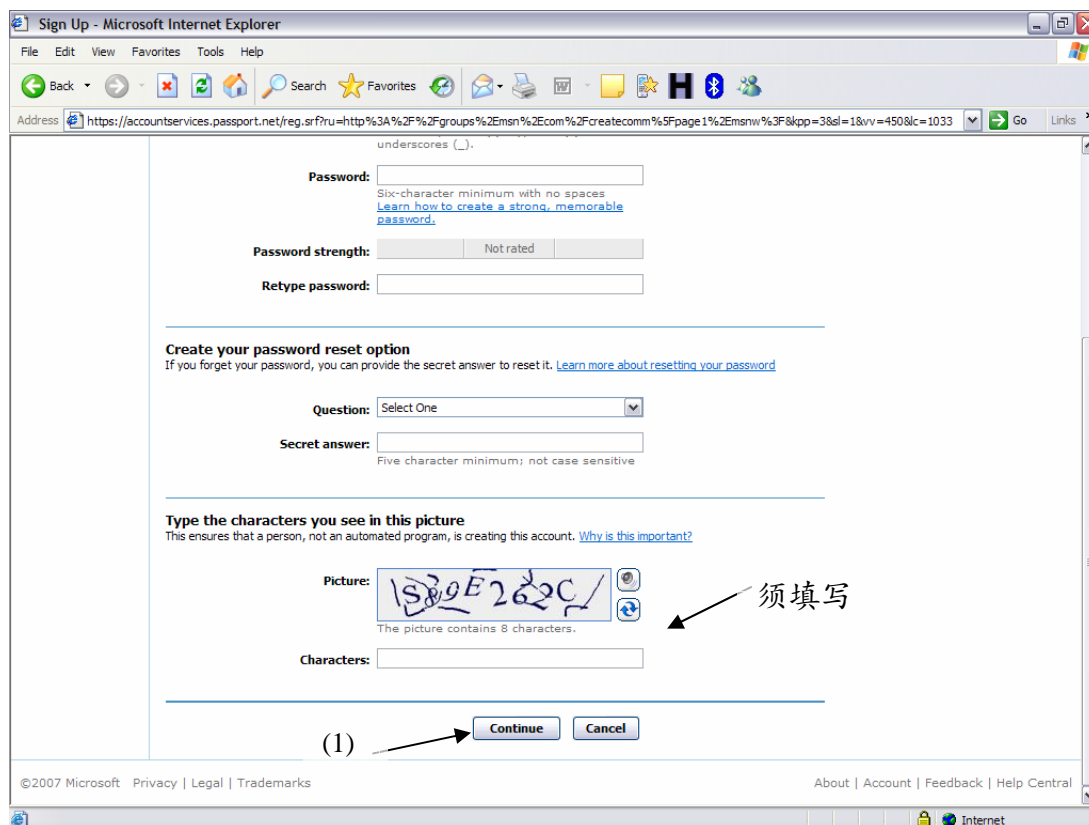 Sign Up - Microsoft Internet Explorer
File Edit View Favorites Tools Help
Back Search Favorites
Address https://accountservices.passport.net/reg.srf?ru=http%3A%2F%2Fgroups%2Emsn%2Ecom%2Fcreatecomm%5Fpage1%2Emsnw%3F&kpp=3&sl=1&vv=450&lc=1033 Go Links
underscores (_).
Password:
Six-character minimum with no spaces
Learn how to create a strong, memorable
password.
Password strength: Not rated
Retype password:
Create your password reset option
If you forget your password, you can provide the secret answer to reset it. Learn more about resetting your password
Question: Select One
Secret answer:
Five character minimum; not case sensitive
Type the characters you see in this picture
This ensures that a person, not an automated program, is creating this account. Why is this important?
Picture:
S89E262C
须填写
The picture contains 8 characters.
Characters:
Continue Cancel
(1)
©2007 Microsoft Privacy | Legal | Trademarks About | Account | Feedback | Help Central
Internet